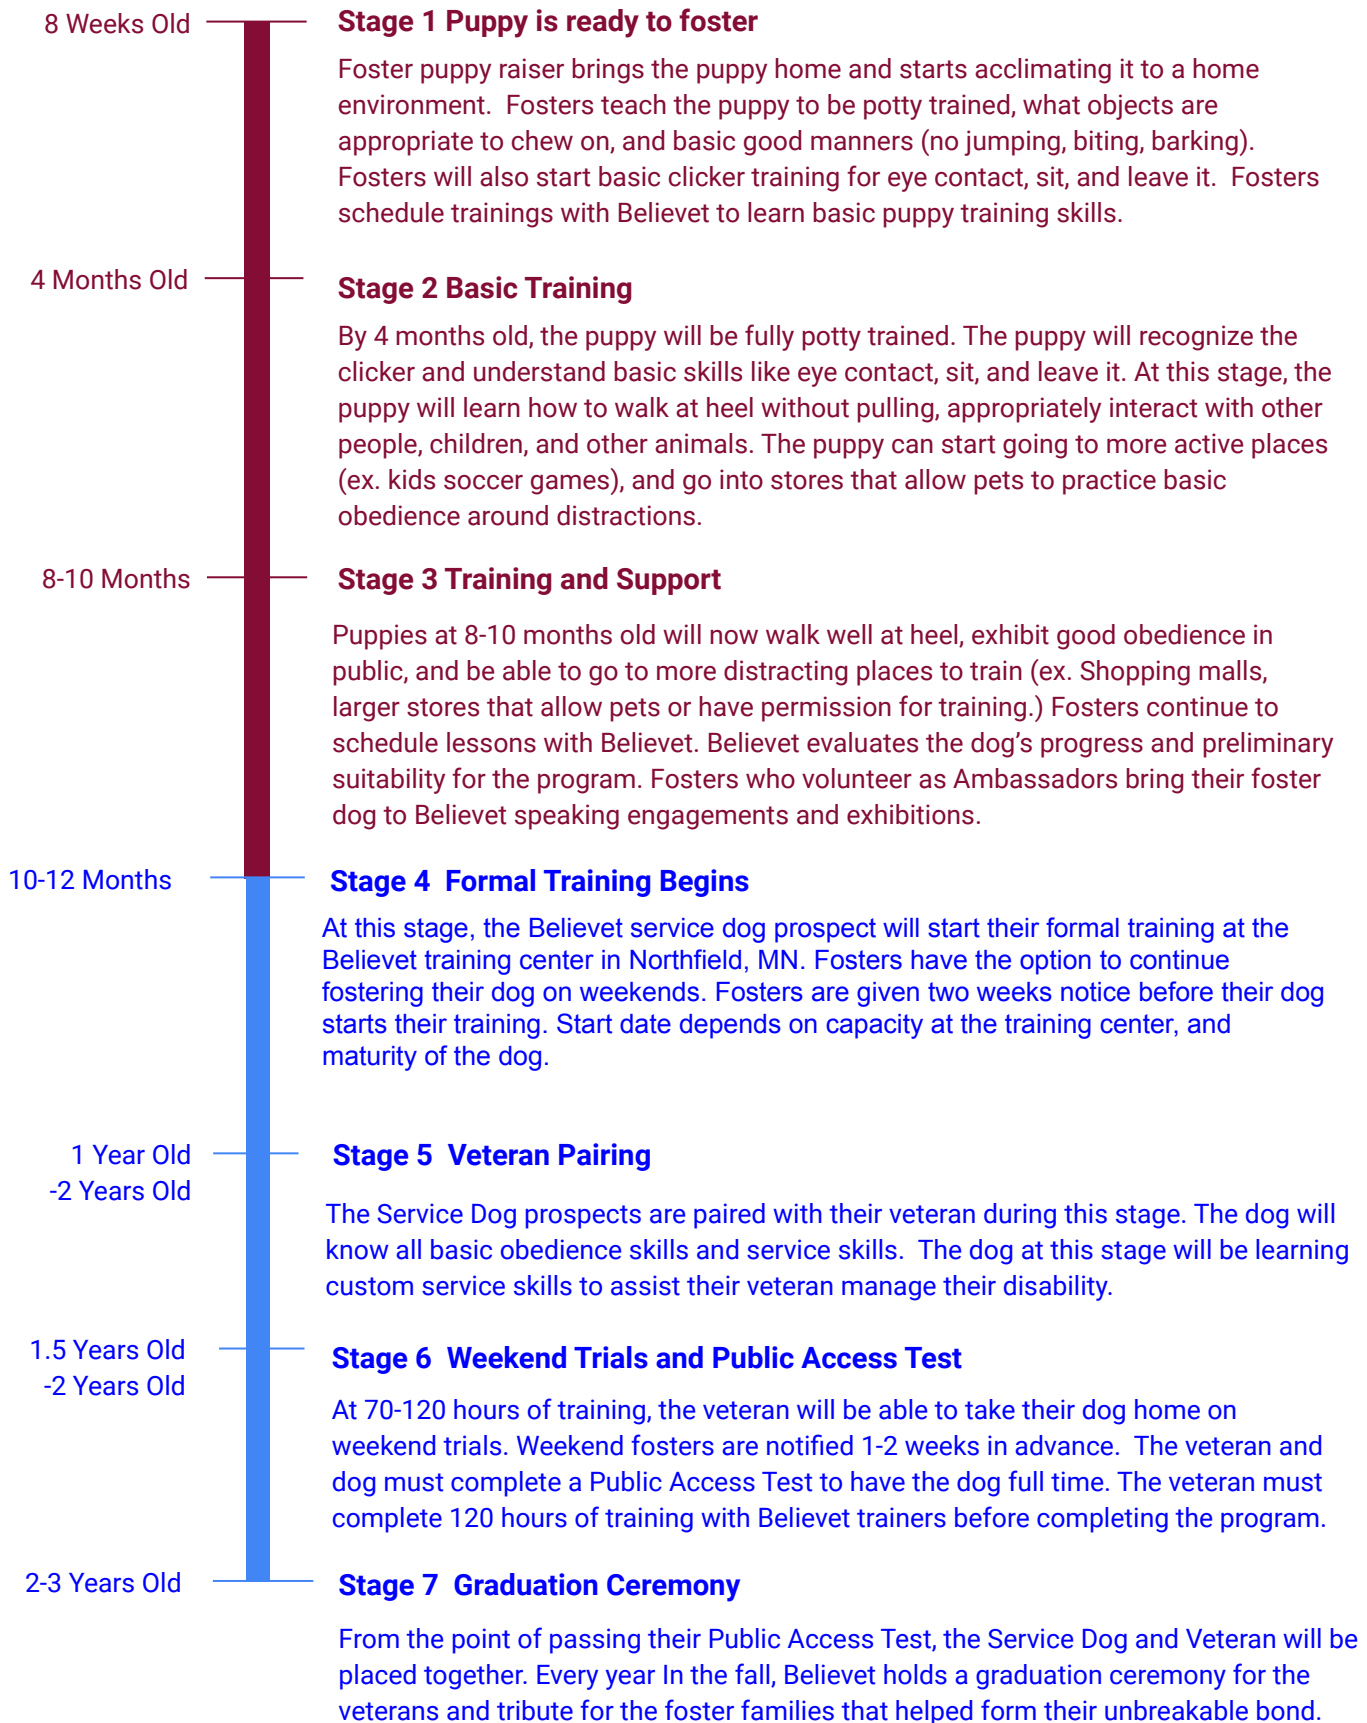 8 Weeks Old
Stage 1 Puppy is ready to foster
Foster puppy raiser brings the puppy home and starts acclimating it to a home
environment.  Fosters teach the puppy to be potty trained, what objects are
appropriate to chew on, and basic good manners (no jumping, biting, barking).
Fosters will also start basic clicker training for eye contact, sit, and leave it.  Fosters
schedule trainings with Believet to learn basic puppy training skills.
4 Months Old
Stage 2 Basic Training
By 4 months old, the puppy will be fully potty trained. The puppy will recognize the
clicker and understand basic skills like eye contact, sit, and leave it. At this stage, the
puppy will learn how to walk at heel without pulling, appropriately interact with other
people, children, and other animals. The puppy can start going to more active places
(ex. kids soccer games), and go into stores that allow pets to practice basic
obedience around distractions.
8-10 Months
Stage 3 Training and Support
Puppies at 8-10 months old will now walk well at heel, exhibit good obedience in
public, and be able to go to more distracting places to train (ex. Shopping malls,
larger stores that allow pets or have permission for training.) Fosters continue to
schedule lessons with Believet. Believet evaluates the dog's progress and preliminary
suitability for the program. Fosters who volunteer as Ambassadors bring their foster
dog to Believet speaking engagements and exhibitions.
10-12 Months
Stage 4  Formal Training Begins
At this stage, the Believet service dog prospect will start their formal training at the
Believet training center in Northfield, MN. Fosters have the option to continue
fostering their dog on weekends. Fosters are given two weeks notice before their dog
starts their training. Start date depends on capacity at the training center, and
maturity of the dog.
1 Year Old
-2 Years Old
Stage 5  Veteran Pairing
The Service Dog prospects are paired with their veteran during this stage. The dog will
know all basic obedience skills and service skills.  The dog at this stage will be learning
custom service skills to assist their veteran manage their disability.
1.5 Years Old
-2 Years Old
Stage 6  Weekend Trials and Public Access Test
At 70-120 hours of training, the veteran will be able to take their dog home on
weekend trials. Weekend fosters are notified 1-2 weeks in advance.  The veteran and
dog must complete a Public Access Test to have the dog full time. The veteran must
complete 120 hours of training with Believet trainers before completing the program.
2-3 Years Old
Stage 7  Graduation Ceremony
From the point of passing their Public Access Test, the Service Dog and Veteran will be
placed together. Every year In the fall, Believet holds a graduation ceremony for the
veterans and tribute for the foster families that helped form their unbreakable bond.